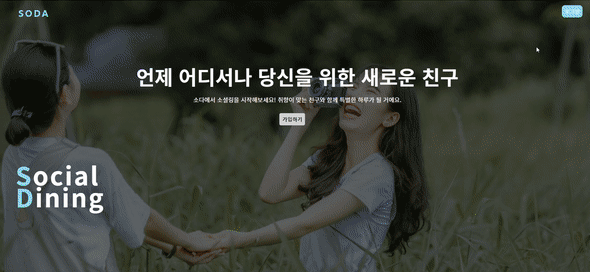 SODA
언제 어디서나 당신을 위한 새로운 친구
소다에서 소셜링을 시작해보세요! 취향이 맞는 친구와 함께 특별한 하루가 될 거예요.
가입하기
Social
Dining